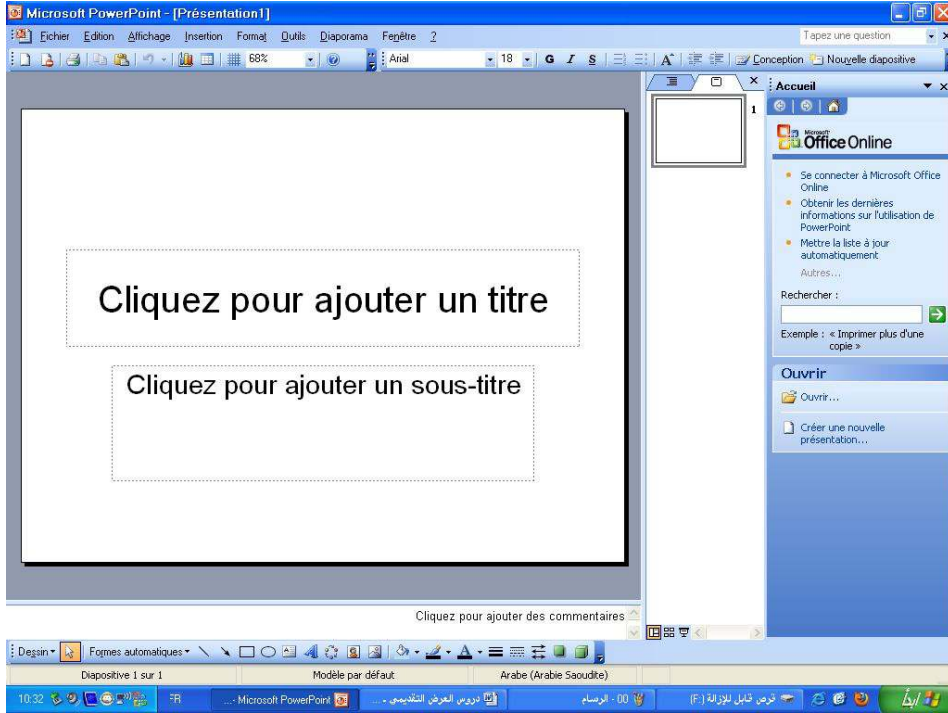 Microsoft PowerPoint - [Présentation1]
Fichier Edition Affichage Insertion Format Outils Diaporama Fenêtre ? Tapez une question
68% Arial 18 G I S Conception Nouvelle diapositive
Accueil
1
Microsoft Office Online
Se connecter à Microsoft Office
Online
Obtenir les dernières
informations sur l'utilisation de
PowerPoint
Mettre la liste à jour
automatiquement
Autres...
Rechercher :
Exemple : « Imprimer plus d'une
copie »
Ouvrir
Ouvrir...
Créer une nouvelle
présentation...
Cliquez pour ajouter un titre
Cliquez pour ajouter un sous-titre
Cliquez pour ajouter des commentaires
Dessin Formes automatiques
Diapositive 1 sur 1 Modèle par défaut Arabe (Arabie Saoudite)
ابدأ
قرص قابل للإزالة (F:)
00 - الرسام
دروس العرض التقديمي - ...
...- Microsoft PowerPoint
FR
10:32